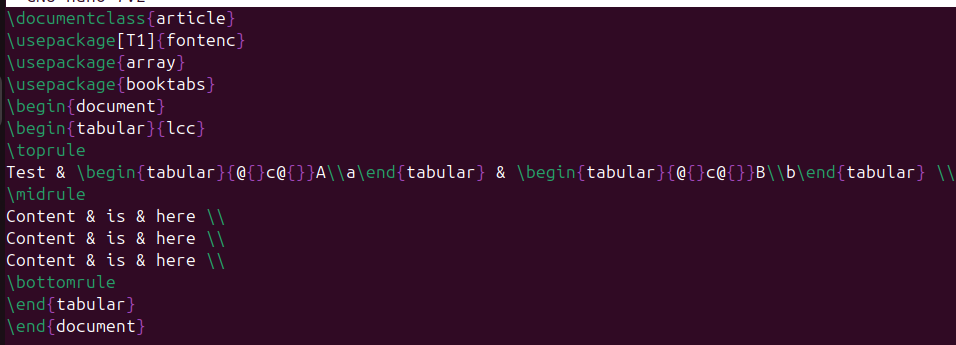 \documentclass{article}
\usepackage[T1]{fontenc}
\usepackage{array}
\usepackage{booktabs}
\begin{document}
\begin{tabular}{lcc}
\toprule
Test & \begin{tabular}{@{}c@{}}A\\a\end{tabular} & \begin{tabular}{@{}c@{}}B\\b\end{tabular} \\
\midrule
Content & is & here \\
Content & is & here \\
Content & is & here \\
\bottomrule
\end{tabular}
\end{document}